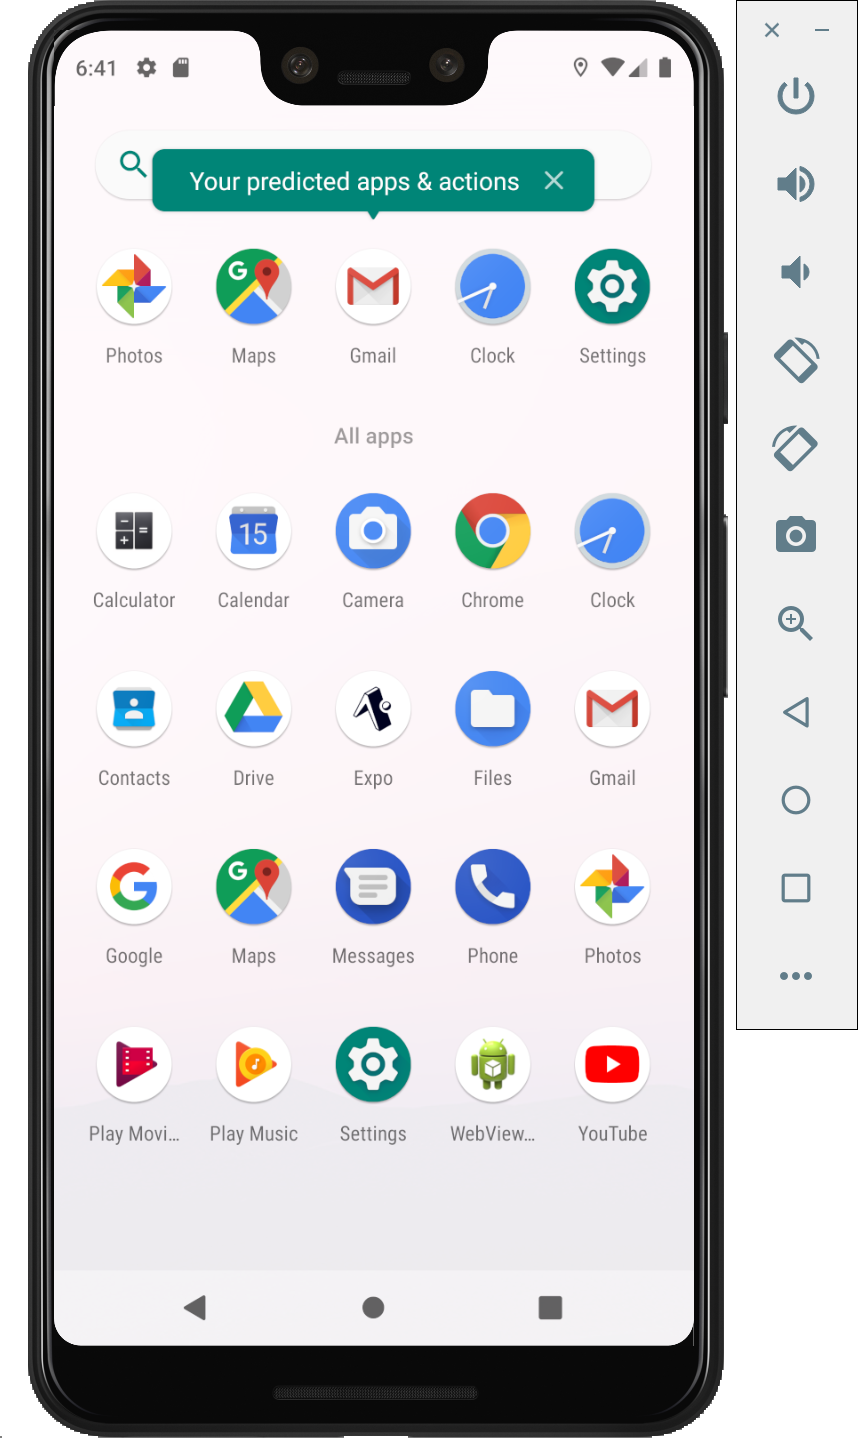 6:41
Your predicted apps & actions
Photos Maps Gmail Clock Settings
All apps
15
Calculator Calendar Camera Chrome Clock
Contacts Drive Expo Files Gmail
Google Maps Messages Phone Photos
Play Movi… Play Music Settings WebView… YouTube